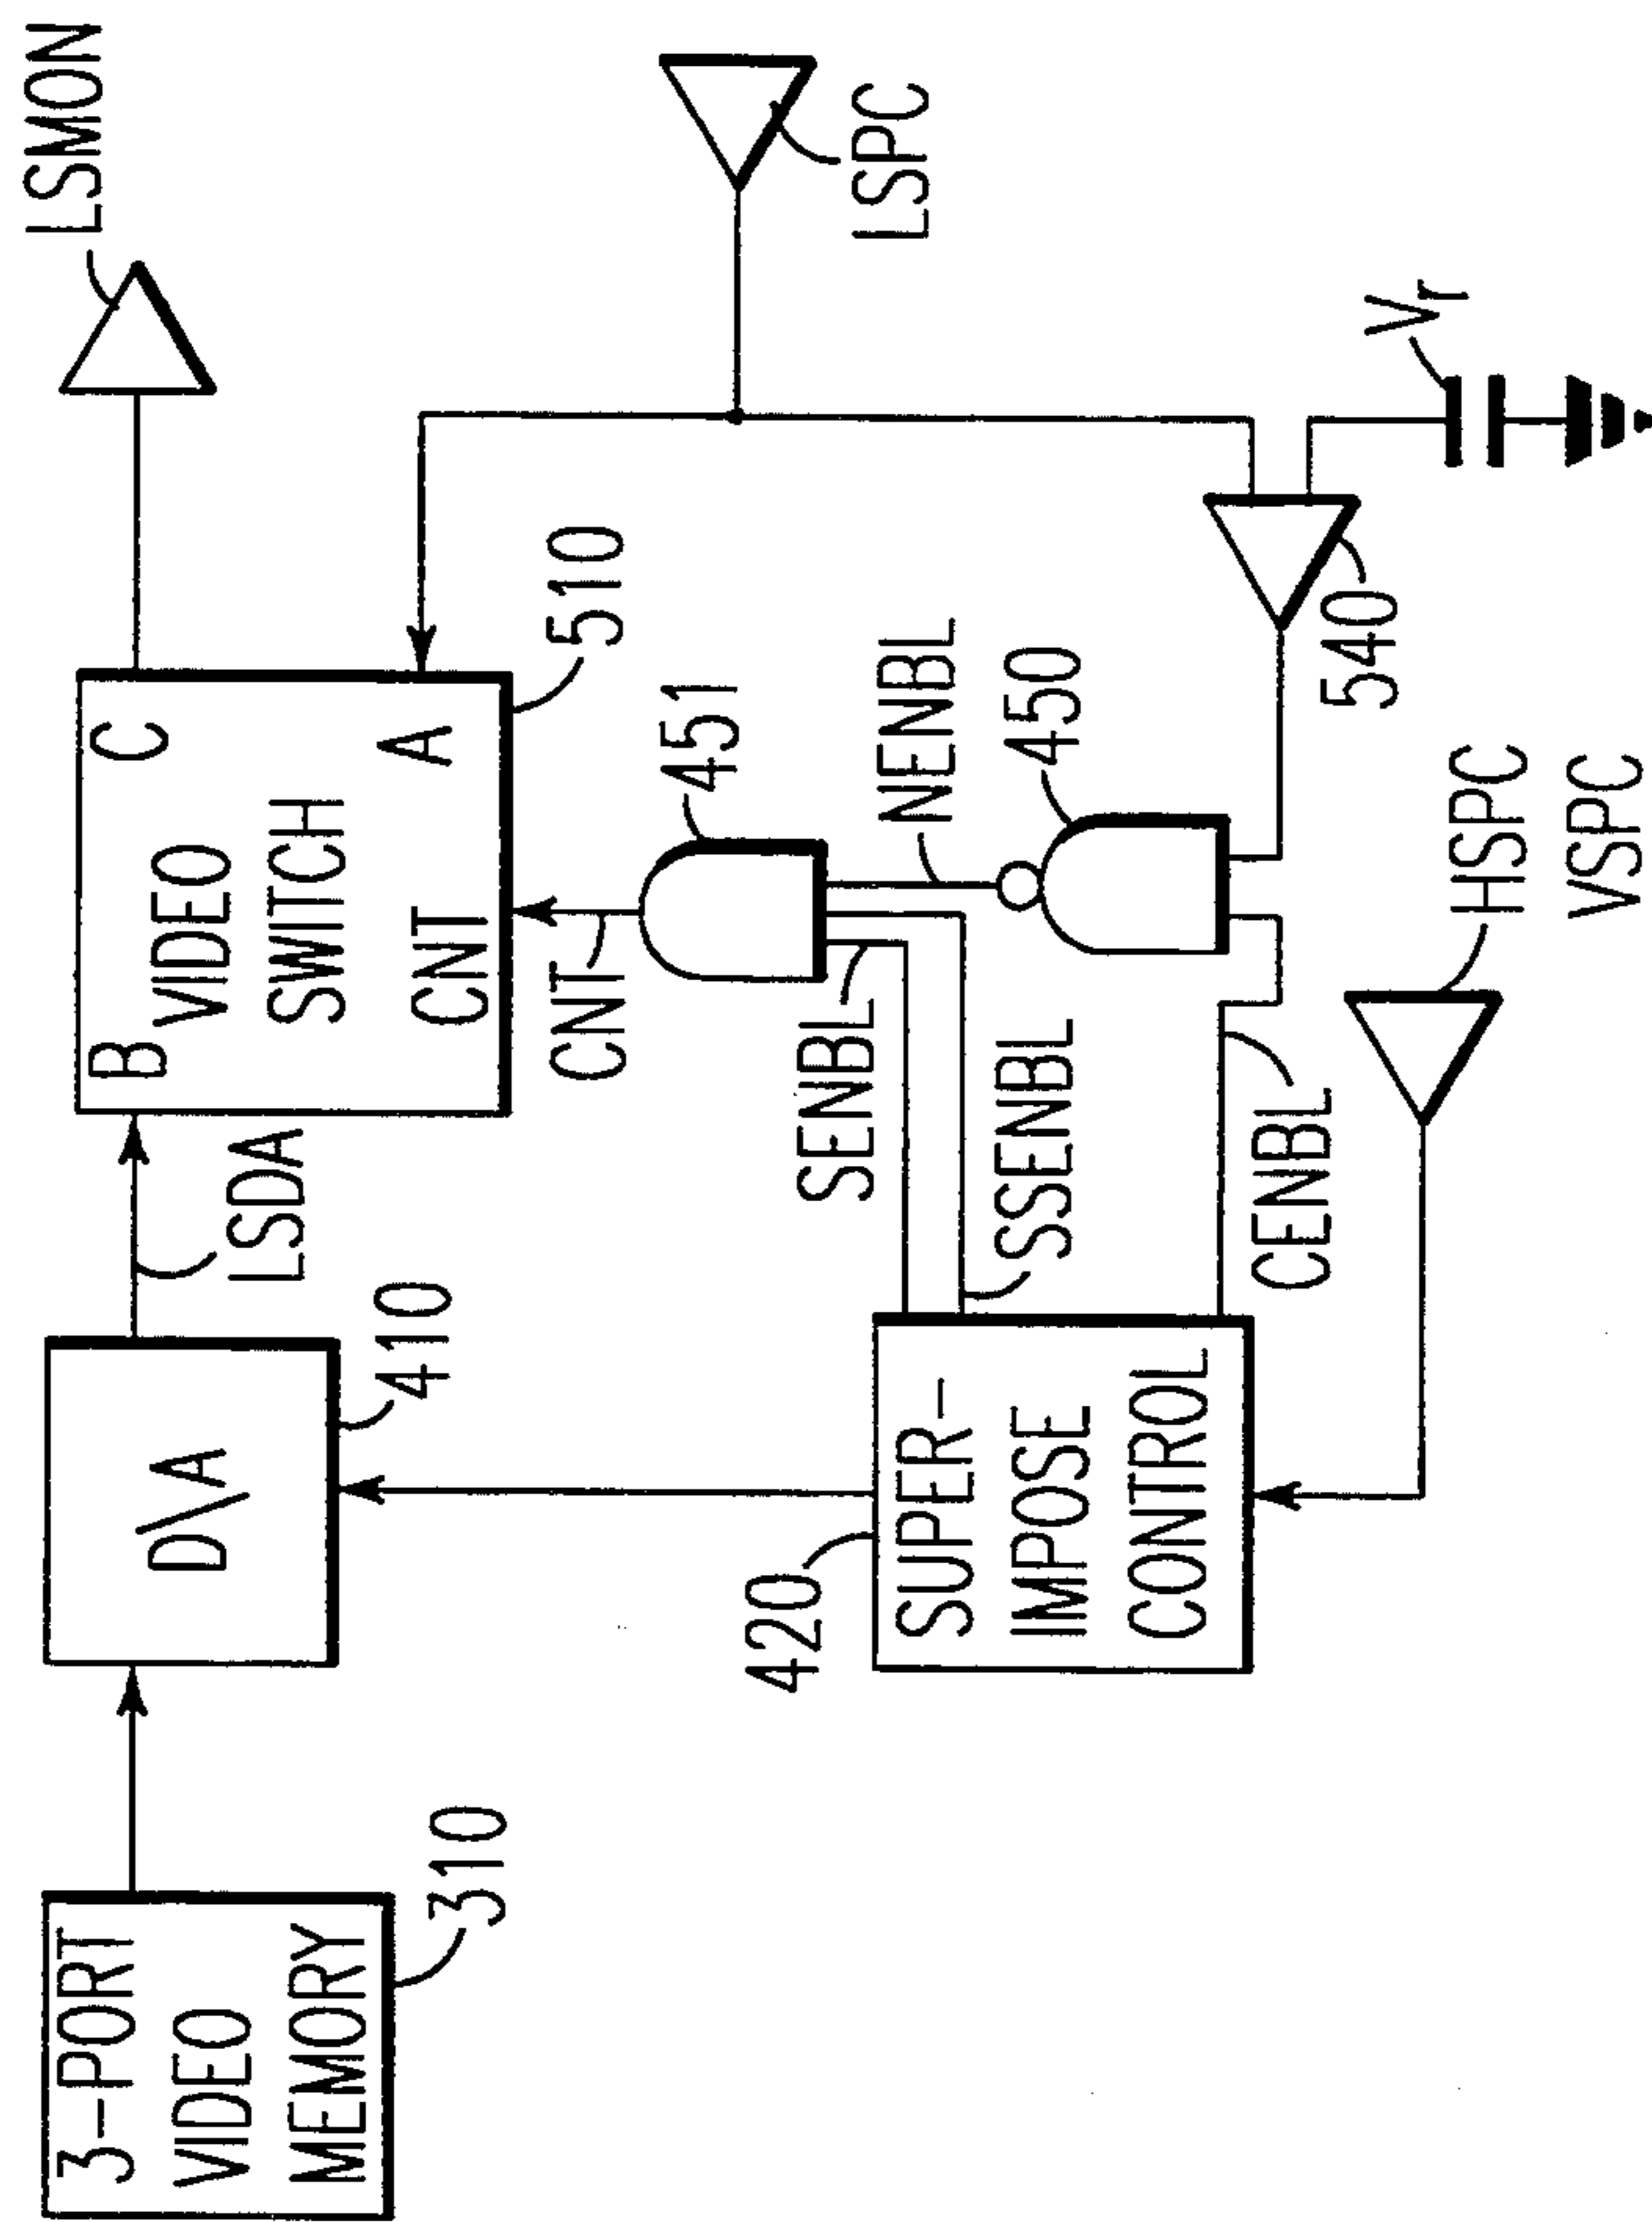 3-PORT
VIDEO
MEMORY
310
D/A
410
LSDA
B
C
VIDEO
SWITCH
A
CNT
510
LSMON
LSPC
CNT
451
SENBL
SSENBL
NENBL
450
420
SUPER-
IMPOSE
CONTROL
CENBL
540
Vr
HSPC
VSPC